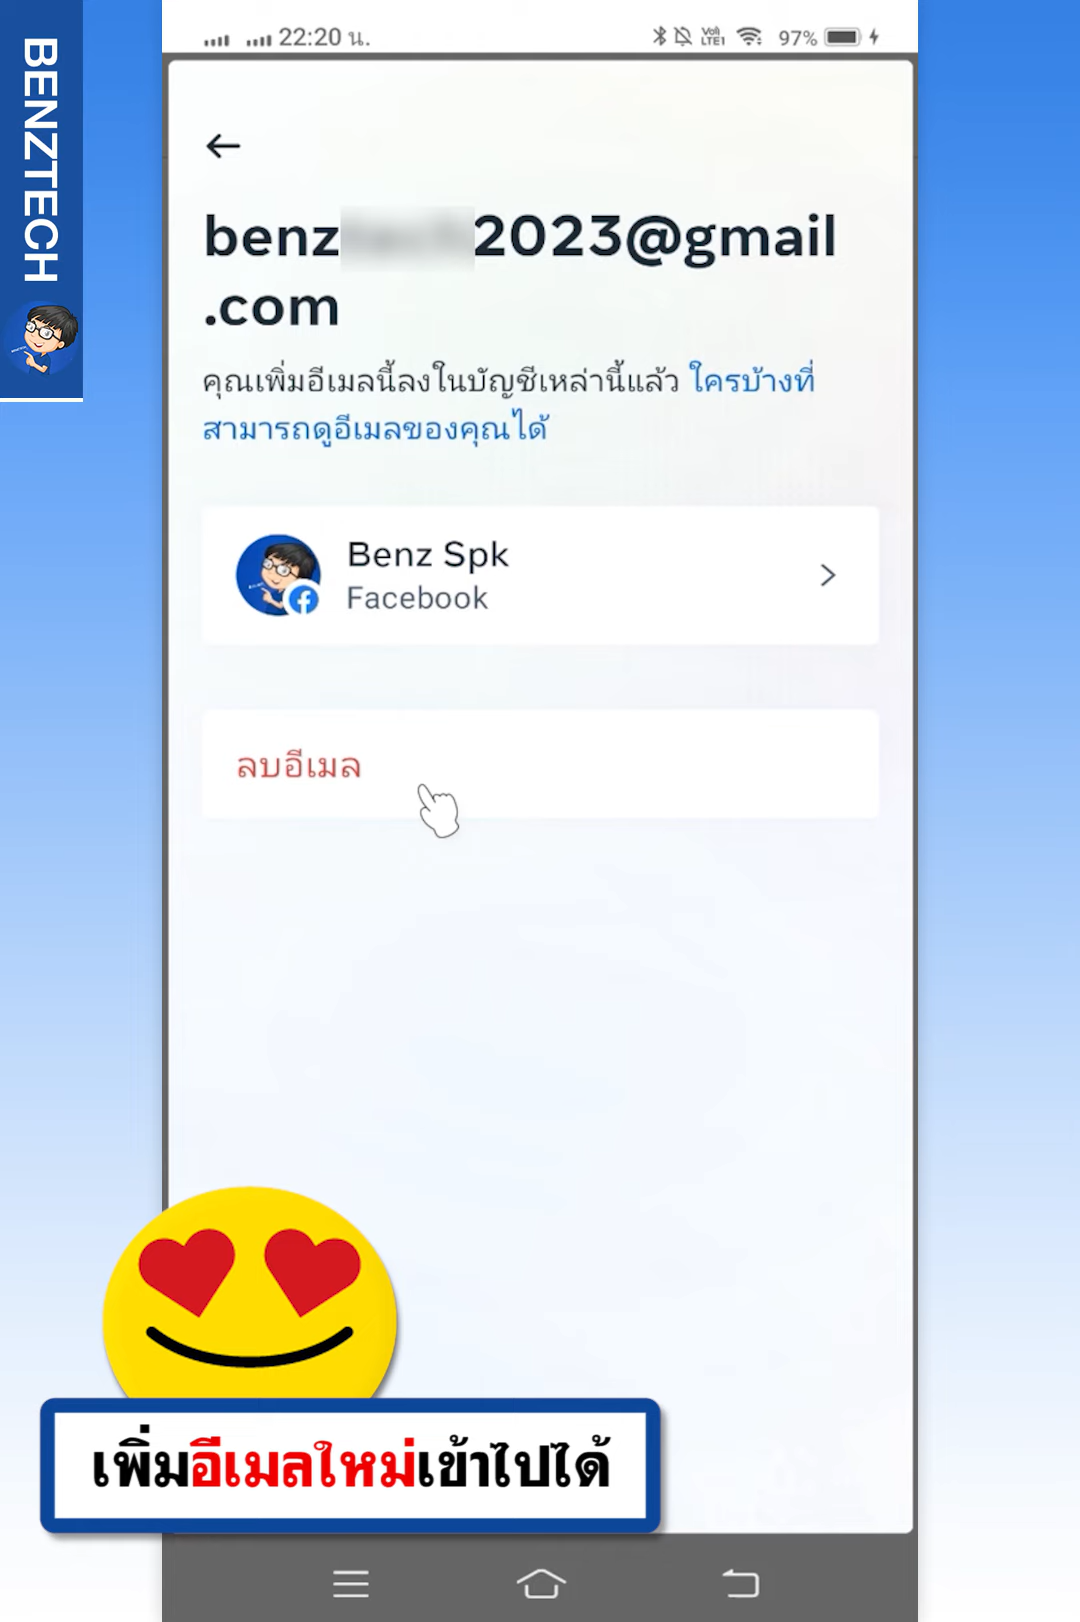 BENZTECH
22:20 น.
VoI) LTE1 97%
benz 2023@gmail
.com
คุณเพิ่มอีเมลนี้ลงในบัญชีเหล่านี้แล้ว ใครบ้างที่
สามารถดูอีเมลของคุณได้
Benz Spk
Facebook
ลบอีเมล
เพิ่มอีเมลใหม่เข้าไปได้